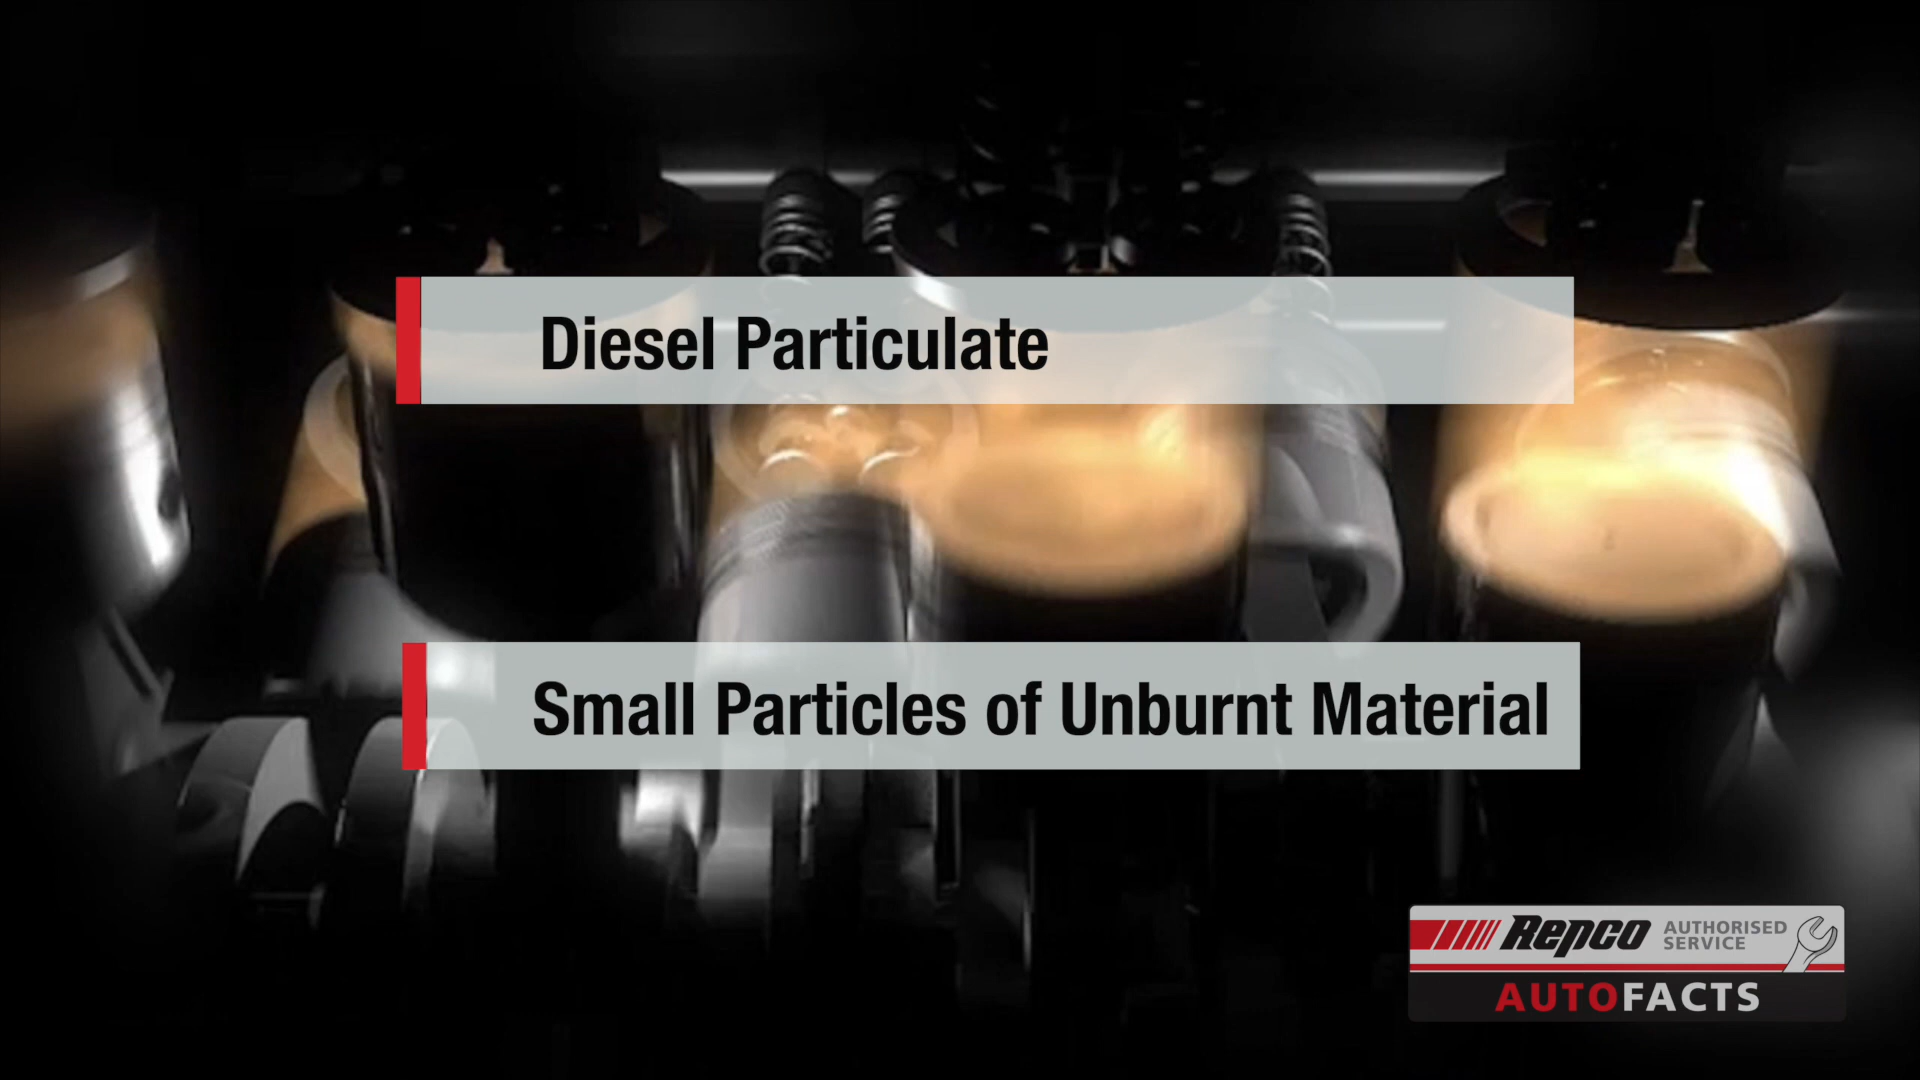 Diesel Particulate
Small Particles of Unburnt Material
Repco AUTHORISED
SERVICE
AUTOFACTS